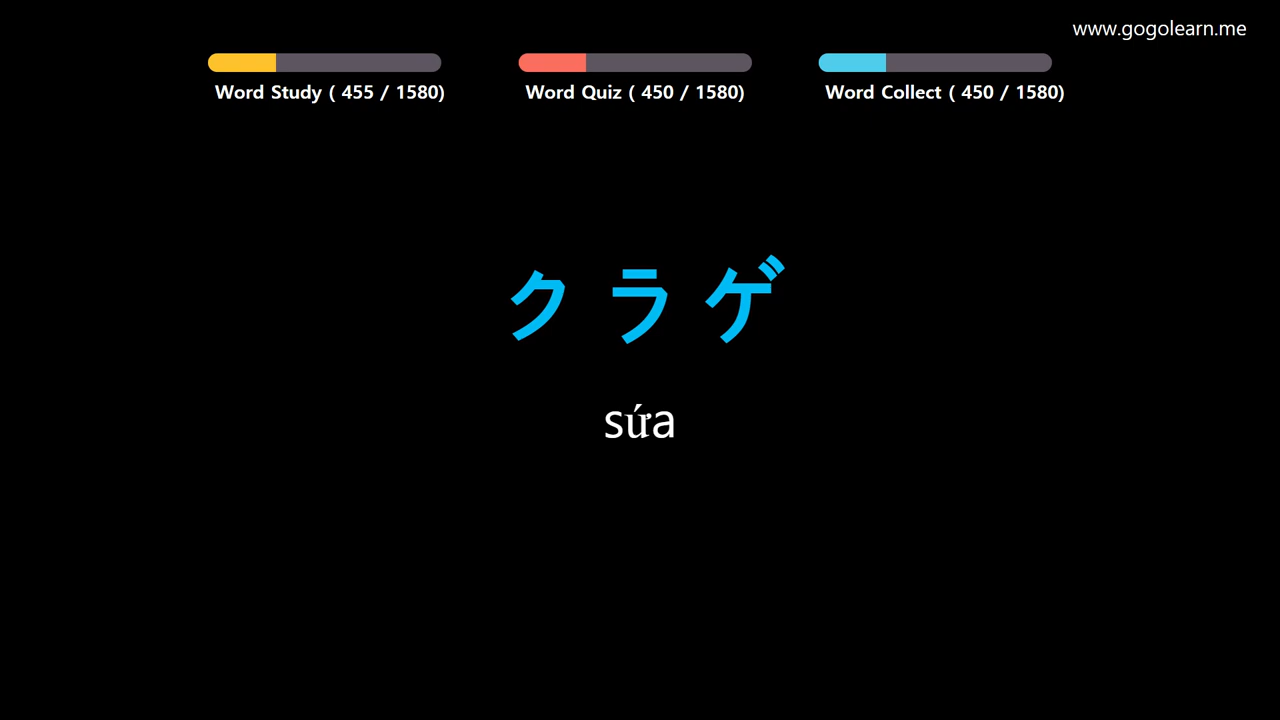 www.gogolearn.me
Word Study ( 455 / 1580)
Word Quiz ( 450 / 1580)
Word Collect ( 450 / 1580)
クラゲ
sứa